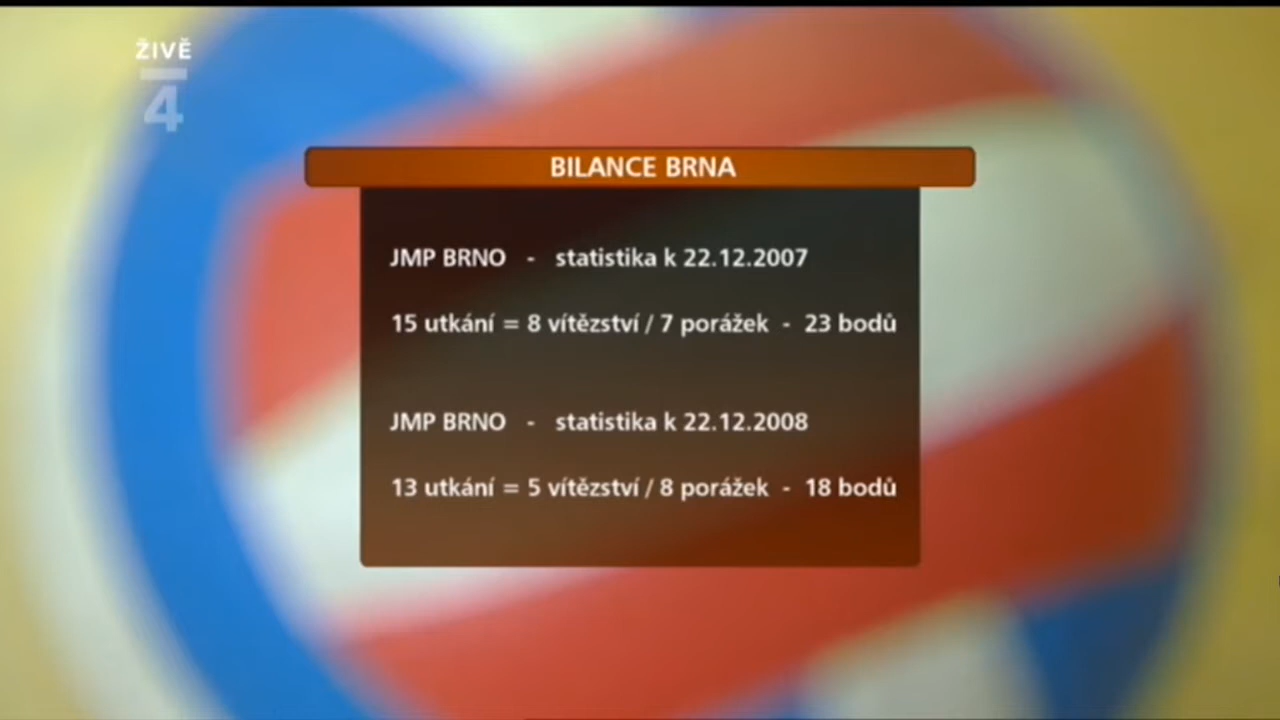 ŽIVĚ
4
BILANCE BRNA
JMP BRNO - statistika k 22.12.2007
15 utkání = 8 vítězství / 7 porážek - 23 bodů
JMP BRNO - statistika k 22.12.2008
13 utkání = 5 vítězství / 8 porážek - 18 bodů